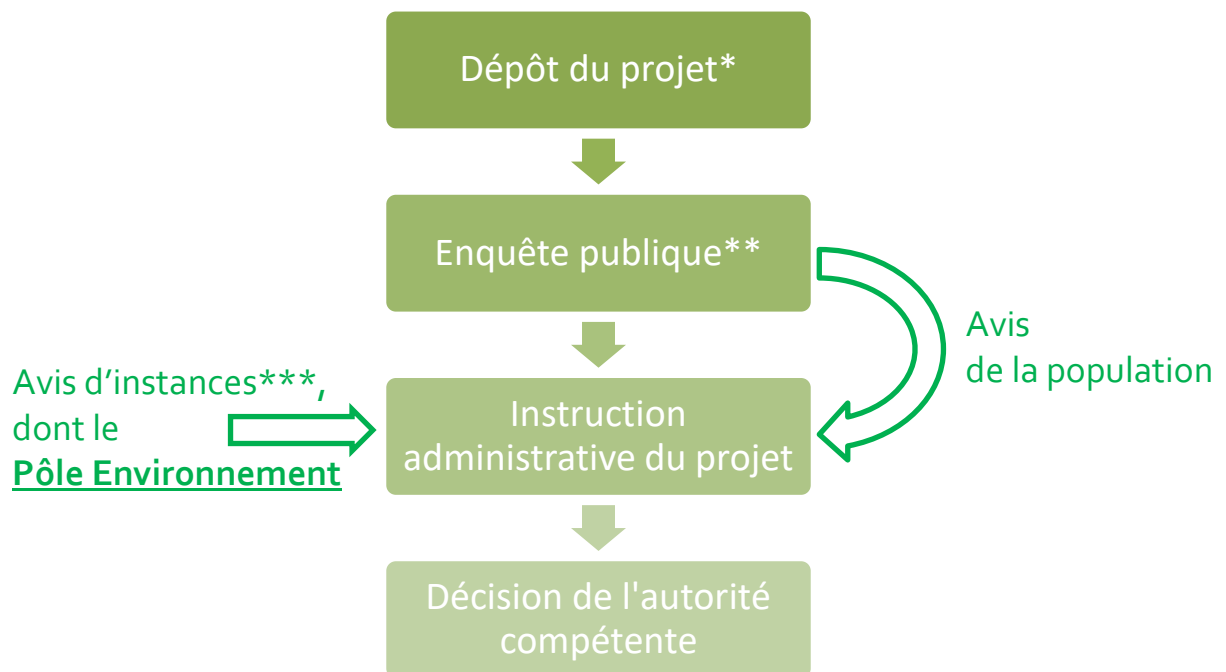 Dépôt du projet*
Enquête publique**
Avis
de la population
Avis d’instances***,
dont le
Pôle Environnement
Instruction
administrative du projet
Décision de l'autorité
compétente